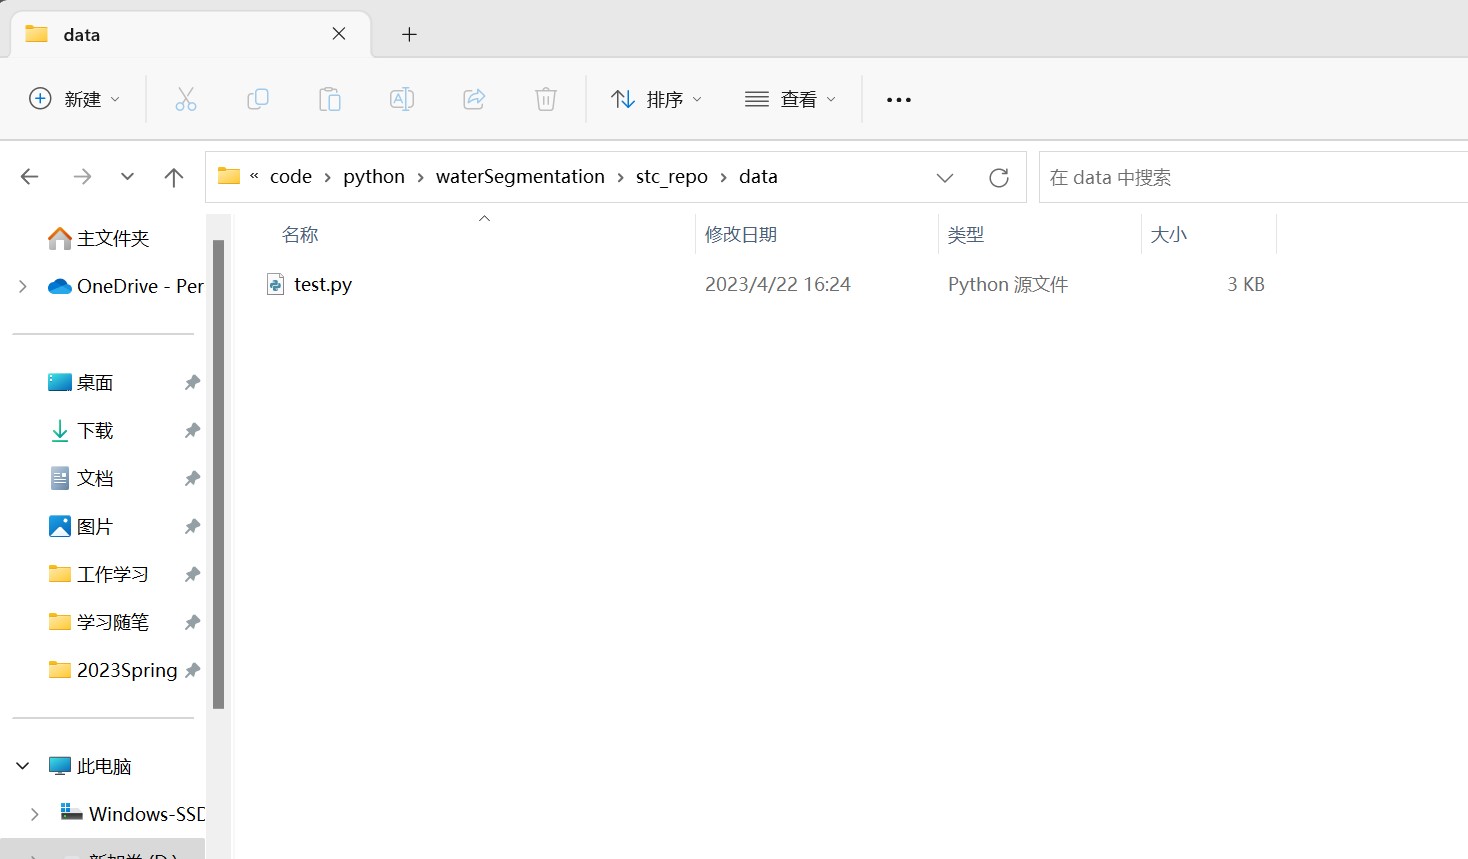 data
新建
排序
查看
« code › python › waterSegmentation › stc_repo › data
在 data 中搜索
主文件夹
OneDrive - Per
桌面
下载
文档
图片
工作学习
学习随笔
2023Spring
此电脑
Windows-SSD
名称 修改日期 类型 大小
test.py 2023/4/22 16:24 Python 源文件 3 KB